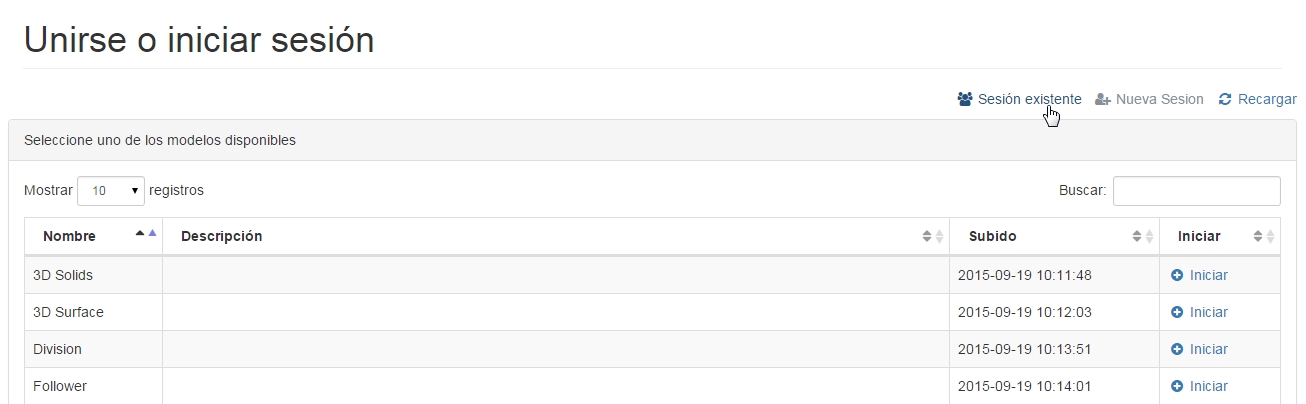 Unirse o iniciar sesión
Sesión existente Nueva Sesion Recargar
Seleccione uno de los modelos disponibles
Mostrar 10 registros Buscar:
Nombre Descripción Subido Iniciar
3D Solids 2015-09-19 10:11:48 Iniciar
3D Surface 2015-09-19 10:12:03 Iniciar
Division 2015-09-19 10:13:51 Iniciar
Follower 2015-09-19 10:14:01 Iniciar